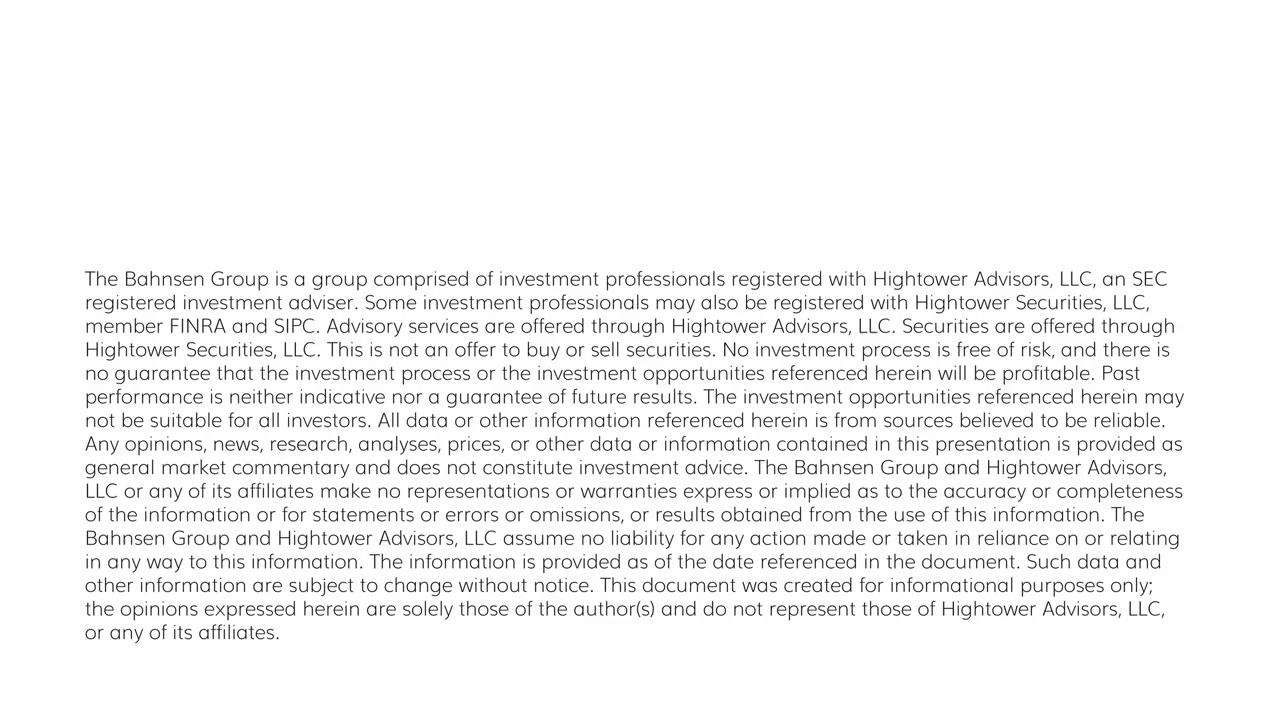 The Bahnsen Group is a group comprised of investment professionals registered with Hightower Advisors, LLC, an SEC
registered investment adviser. Some investment professionals may also be registered with Hightower Securities, LLC,
member FINRA and SIPC. Advisory services are offered through Hightower Advisors, LLC. Securities are offered through
Hightower Securities, LLC. This is not an offer to buy or sell securities. No investment process is free of risk, and there is
no guarantee that the investment process or the investment opportunities referenced herein will be profitable. Past
performance is neither indicative nor a guarantee of future results. The investment opportunities referenced herein may
not be suitable for all investors. All data or other information referenced herein is from sources believed to be reliable.
Any opinions, news, research, analyses, prices, or other data or information contained in this presentation is provided as
general market commentary and does not constitute investment advice. The Bahnsen Group and Hightower Advisors,
LLC or any of its affiliates make no representations or warranties express or implied as to the accuracy or completeness
of the information or for statements or errors or omissions, or results obtained from the use of this information. The
Bahnsen Group and Hightower Advisors, LLC assume no liability for any action made or taken in reliance on or relating
in any way to this information. The information is provided as of the date referenced in the document. Such data and
other information are subject to change without notice. This document was created for informational purposes only;
the opinions expressed herein are solely those of the author(s) and do not represent those of Hightower Advisors, LLC,
or any of its affiliates.